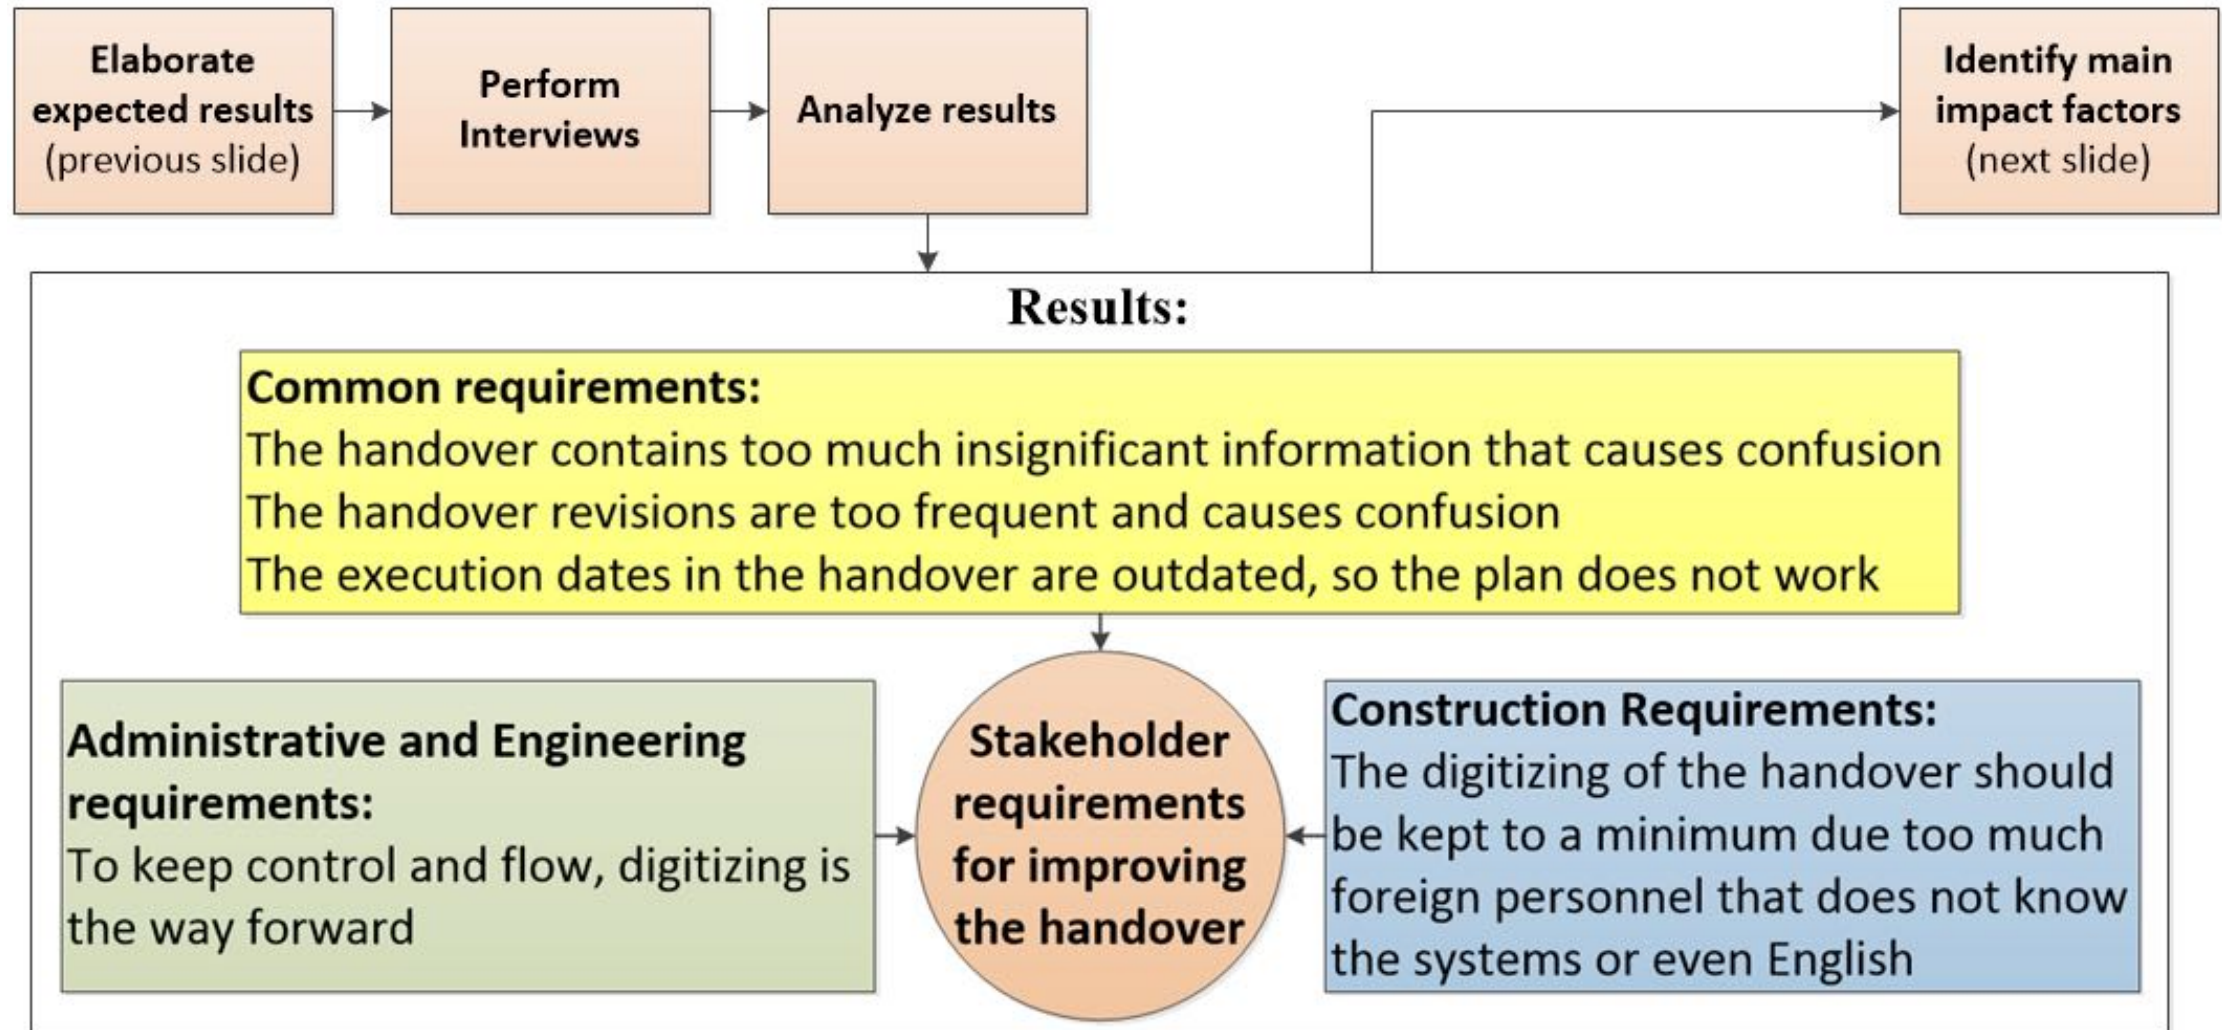 Elaborate
expected results
(previous slide)
Perform
Interviews
Analyze results
Identify main
impact factors
(next slide)
Results:
Common requirements:
The handover contains too much insignificant information that causes confusion
The handover revisions are too frequent and causes confusion
The execution dates in the handover are outdated, so the plan does not work
Administrative and Engineering
requirements:
To keep control and flow, digitizing is
the way forward
Stakeholder
requirements
for improving
the handover
Construction Requirements:
The digitizing of the handover should
be kept to a minimum due too much
foreign personnel that does not know
the systems or even English